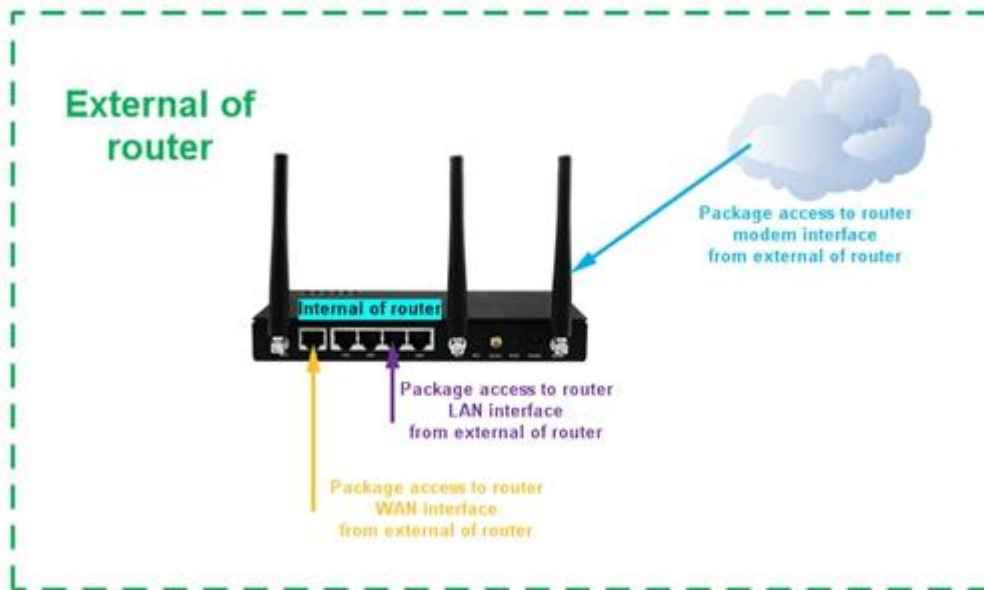 External of
router
Package access to router
modem interface
from external of router
Internal of router
Package access to router
LAN interface
from external of router
Package access to router
WAN interface
from external of router